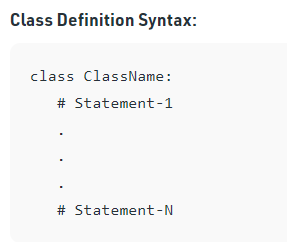 Class Definition Syntax:
class ClassName:
   # Statement-1
   .
   .
   .
   # Statement-N